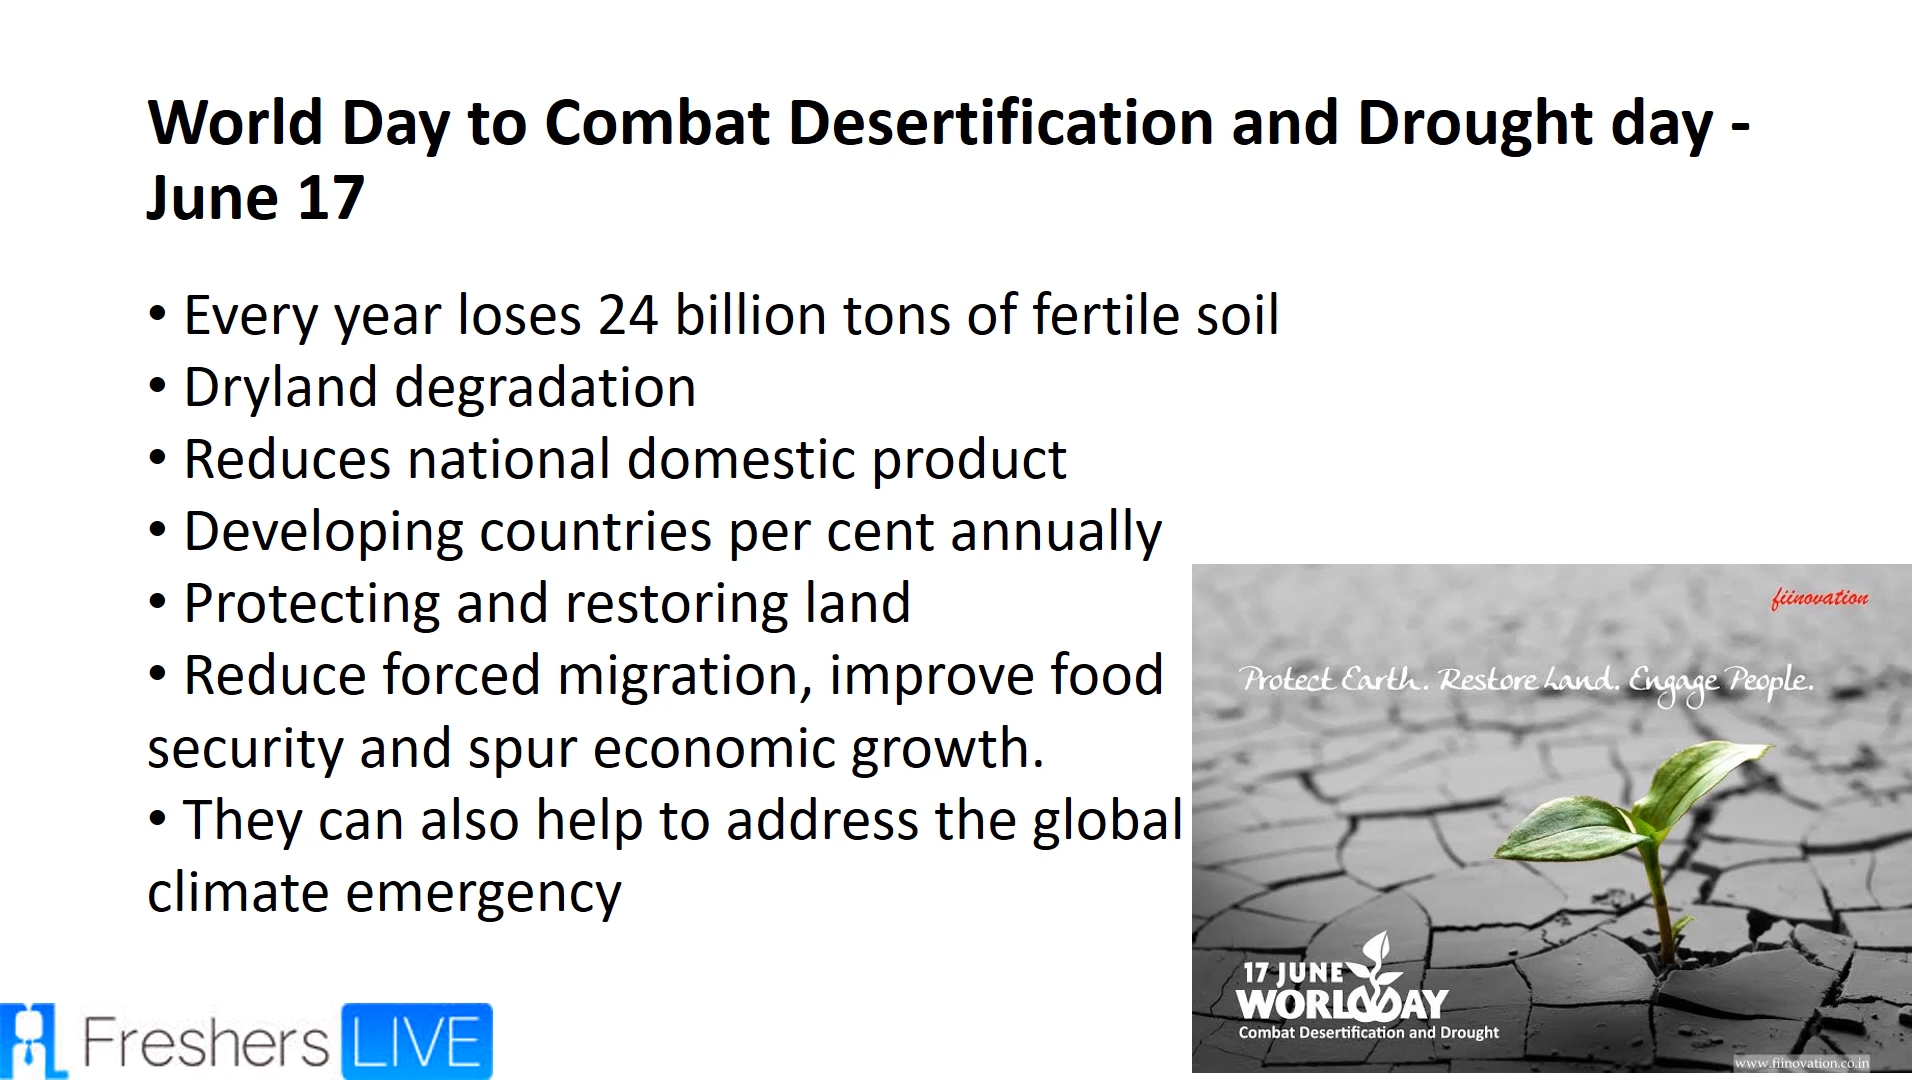 World Day to Combat Desertification and Drought day -
June 17
• Every year loses 24 billion tons of fertile soil
• Dryland degradation
• Reduces national domestic product
• Developing countries per cent annually
• Protecting and restoring land
• Reduce forced migration, improve food
security and spur economic growth.
• They can also help to address the global
climate emergency
fiinovation
Protect Earth. Restore Land. Engage People.
17 JUNE
WORLD DAY
Combat Desertification and Drought
www.fiinovation.co.in
Freshers LIVE